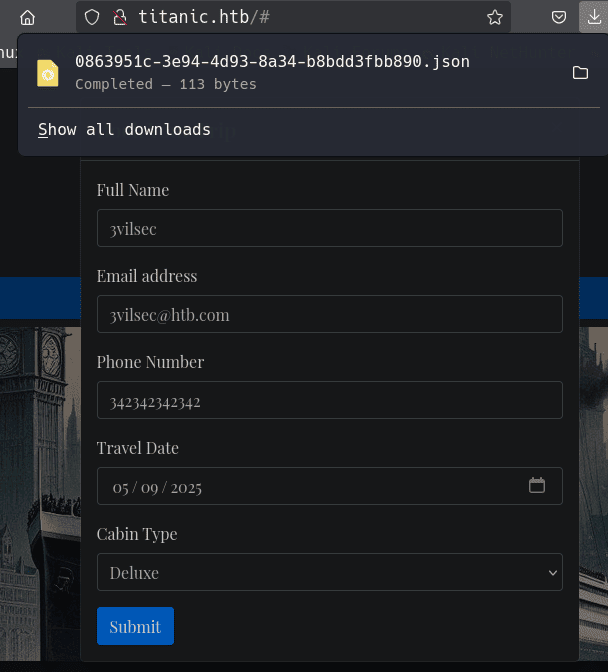 titanic.htb/#
0863951c-3e94-4d93-8a34-b8bdd3fbb890.json
Completed — 113 bytes
Show all downloads
Full Name
3vilsec
Email address
3vilsec@htb.com
Phone Number
342342342342
Travel Date
05 / 09 / 2025
Cabin Type
Deluxe
Submit